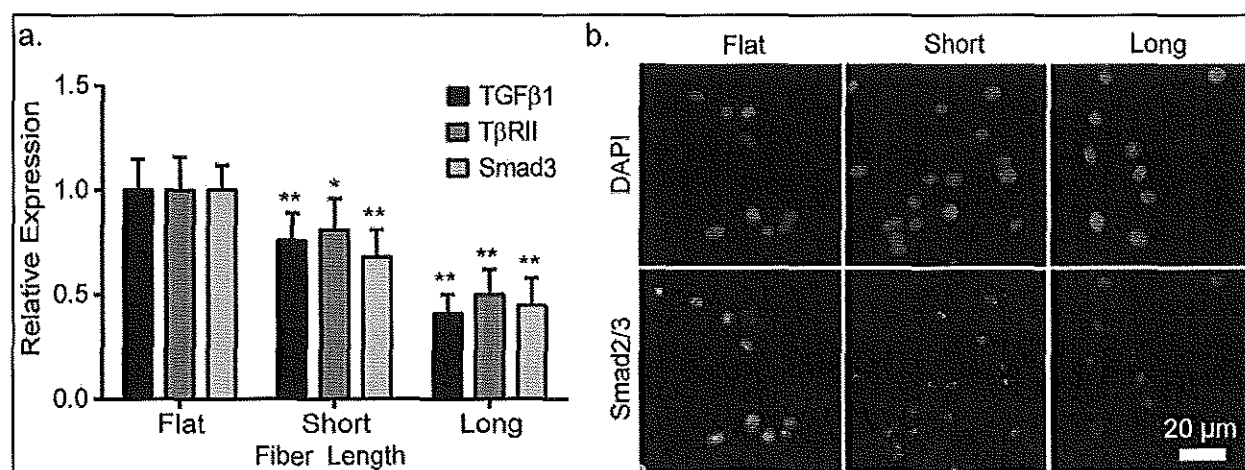 a.
1.5
1.0
0.5
0.0
Relative Expression
TGFβ1
TβRII
Smad3
** * **
** ** **
Flat Short Long
Fiber Length
b.
Flat Short Long
DAPI
Smad2/3
20 μm